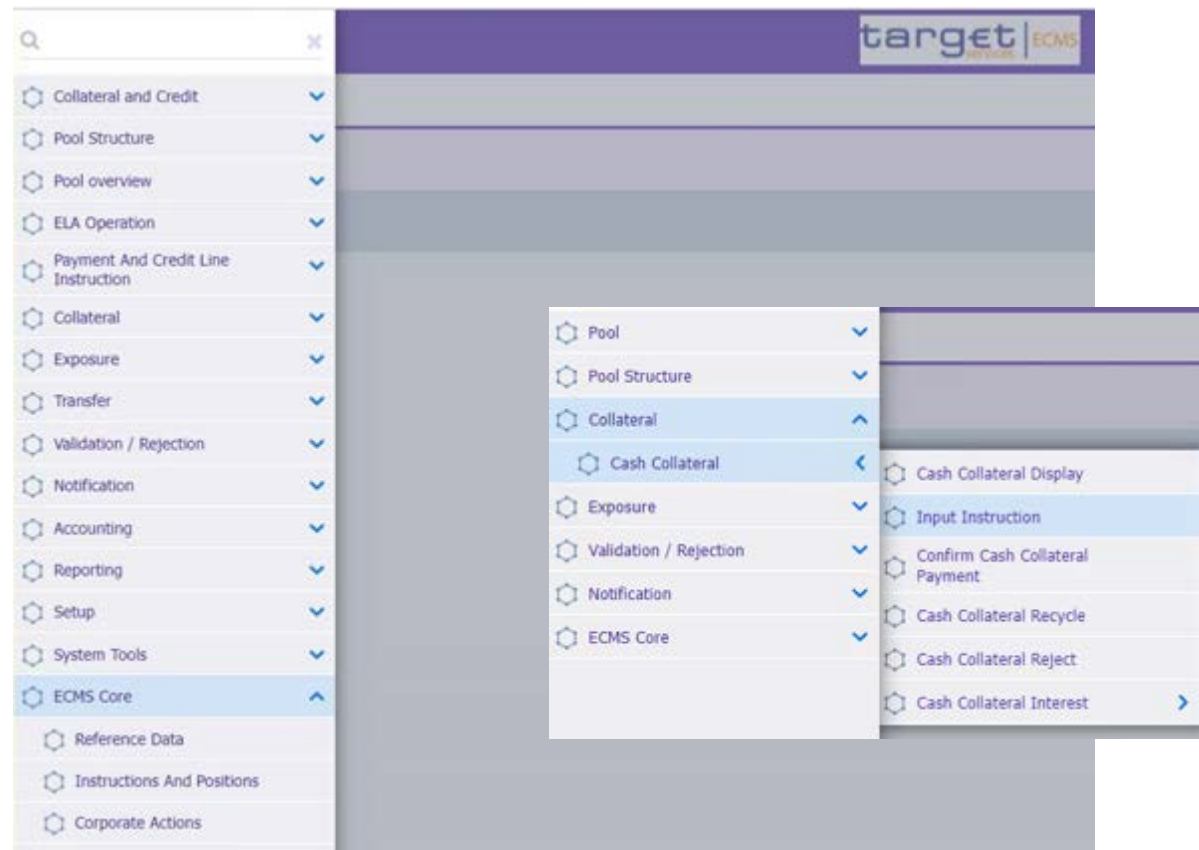 target | ECMS
services
Collateral and Credit
Pool Structure
Pool overview
ELA Operation
Payment And Credit Line
Instruction
Collateral
Exposure
Transfer
Validation / Rejection
Notification
Accounting
Reporting
Setup
System Tools
ECMS Core
Reference Data
Instructions And Positions
Corporate Actions
Pool
Pool Structure
Collateral
Cash Collateral
Exposure
Validation / Rejection
Notification
ECMS Core
Cash Collateral Display
Input Instruction
Confirm Cash Collateral
Payment
Cash Collateral Recycle
Cash Collateral Reject
Cash Collateral Interest